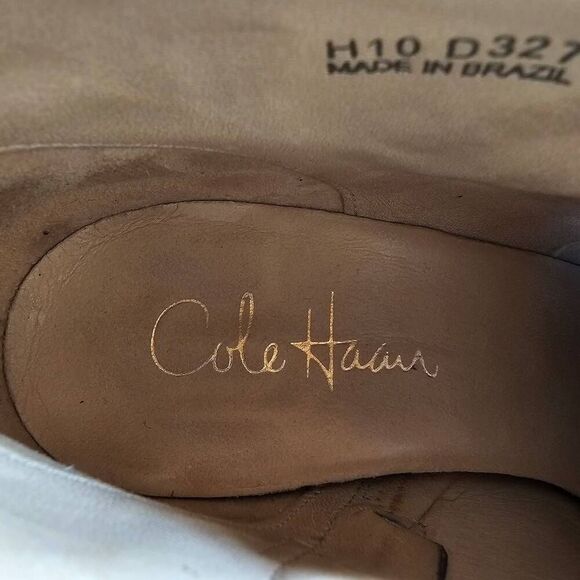 H10 D327
MADE IN BRAZIL
Cole Haan